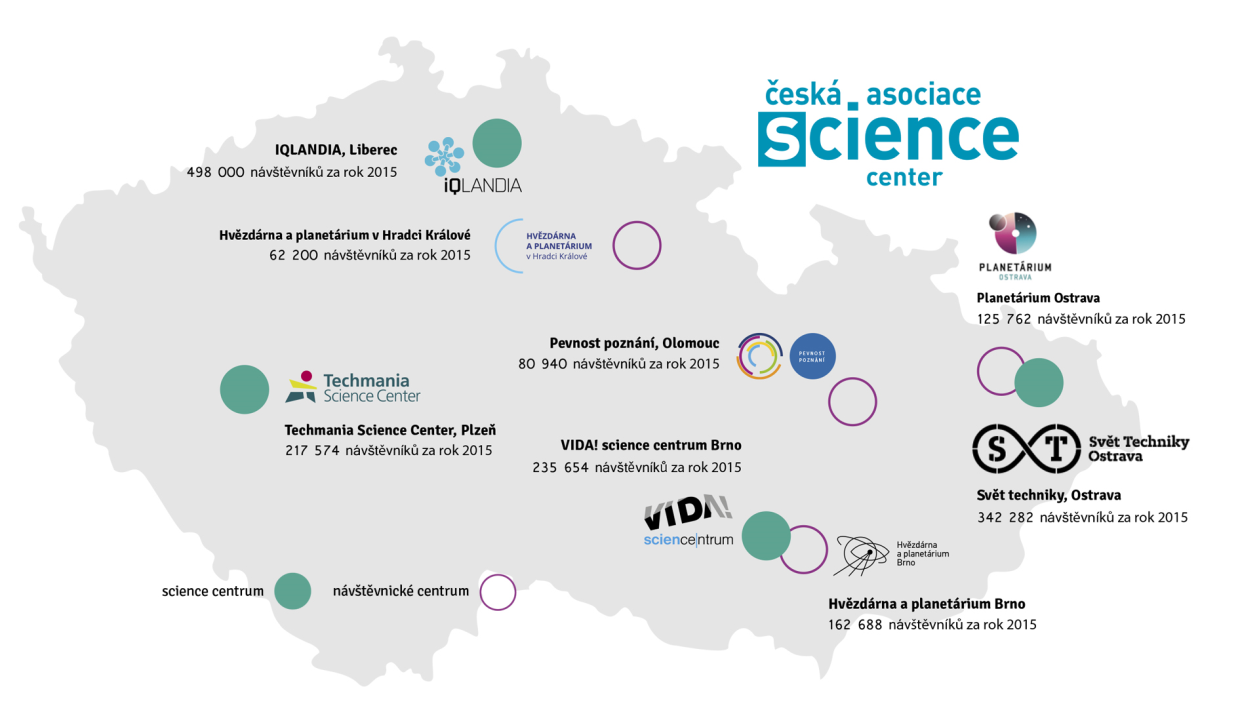 česká asociace
science
center
IQLANDIA, Liberec
498 000 návštěvníků za rok 2015
iQLANDIA
Hvězdárna a planetárium v Hradci Králové
62 200 návštěvníků za rok 2015
HVĚZDÁRNA
A PLANETÁRIUM
v Hradci Králové
PLANETÁRIUM
OSTRAVA
Planetárium Ostrava
125 762 návštěvníků za rok 2015
Pevnost poznání, Olomouc
80 940 návštěvníků za rok 2015
PEVNOST
POZNÁNÍ
Techmania
Science Center
Techmania Science Center, Plzeň
217 574 návštěvníků za rok 2015
VIDA! science centrum Brno
235 654 návštěvníků za rok 2015
S T
Svět Techniky
Ostrava
Svět techniky, Ostrava
342 282 návštěvníků za rok 2015
VIDA!
sciencentrum
Hvězdárna
a planetárium
Brno
Hvězdárna a planetárium Brno
162 688 návštěvníků za rok 2015
science centrum
návštěvnické centrum